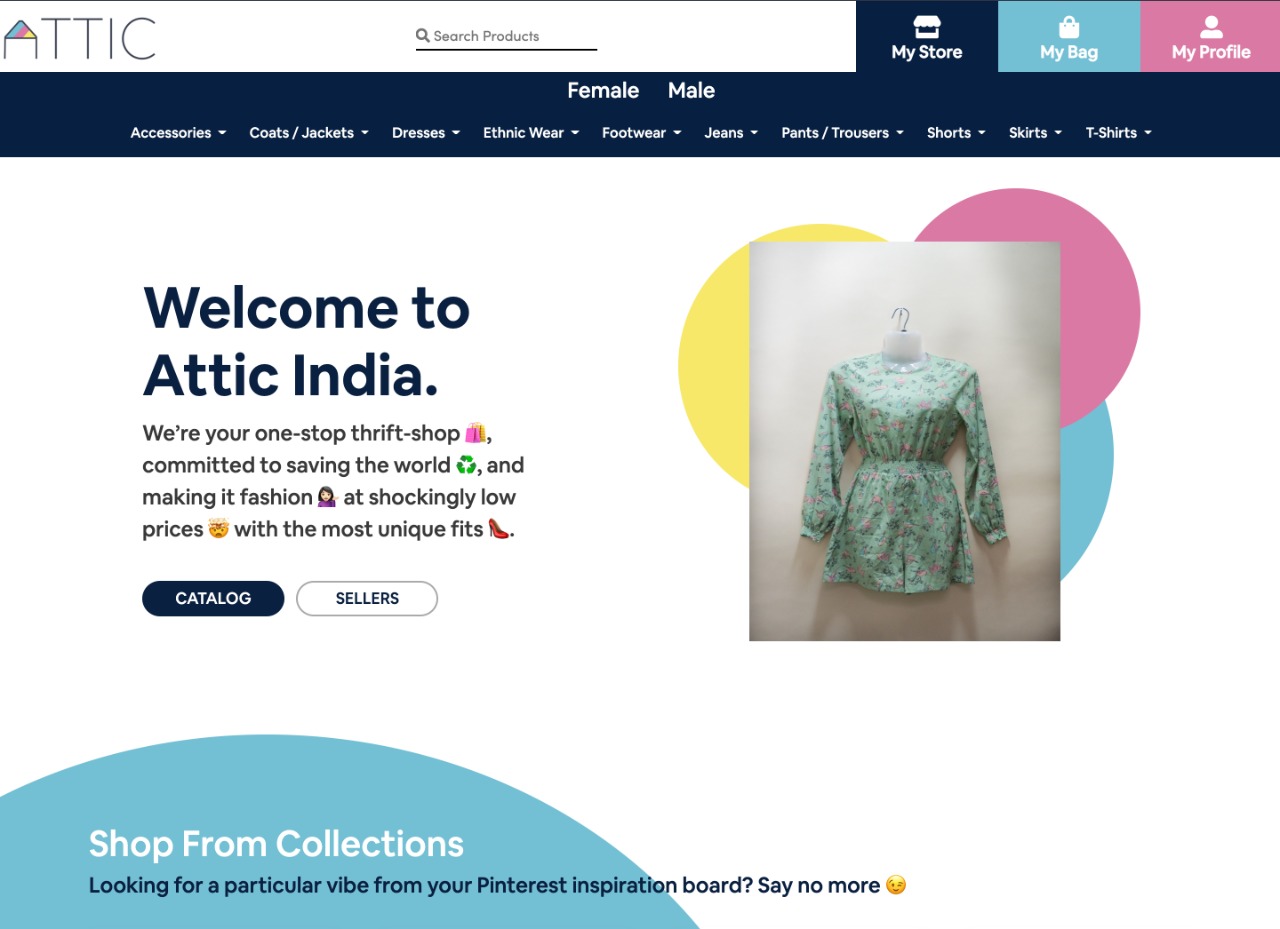 ATTIC
Search Products
My Store
My Bag
My Profile
Female Male
Accessories Coats / Jackets Dresses Ethnic Wear Footwear Jeans Pants / Trousers Shorts Skirts T-Shirts
Welcome to
Attic India.
We’re your one-stop thrift-shop 🛍️,
committed to saving the world ♻️, and
making it fashion 💁🏻‍♀️ at shockingly low
prices 🤯 with the most unique fits 👠.
CATALOG SELLERS
Shop From Collections
Looking for a particular vibe from your Pinterest inspiration board? Say no more 😉